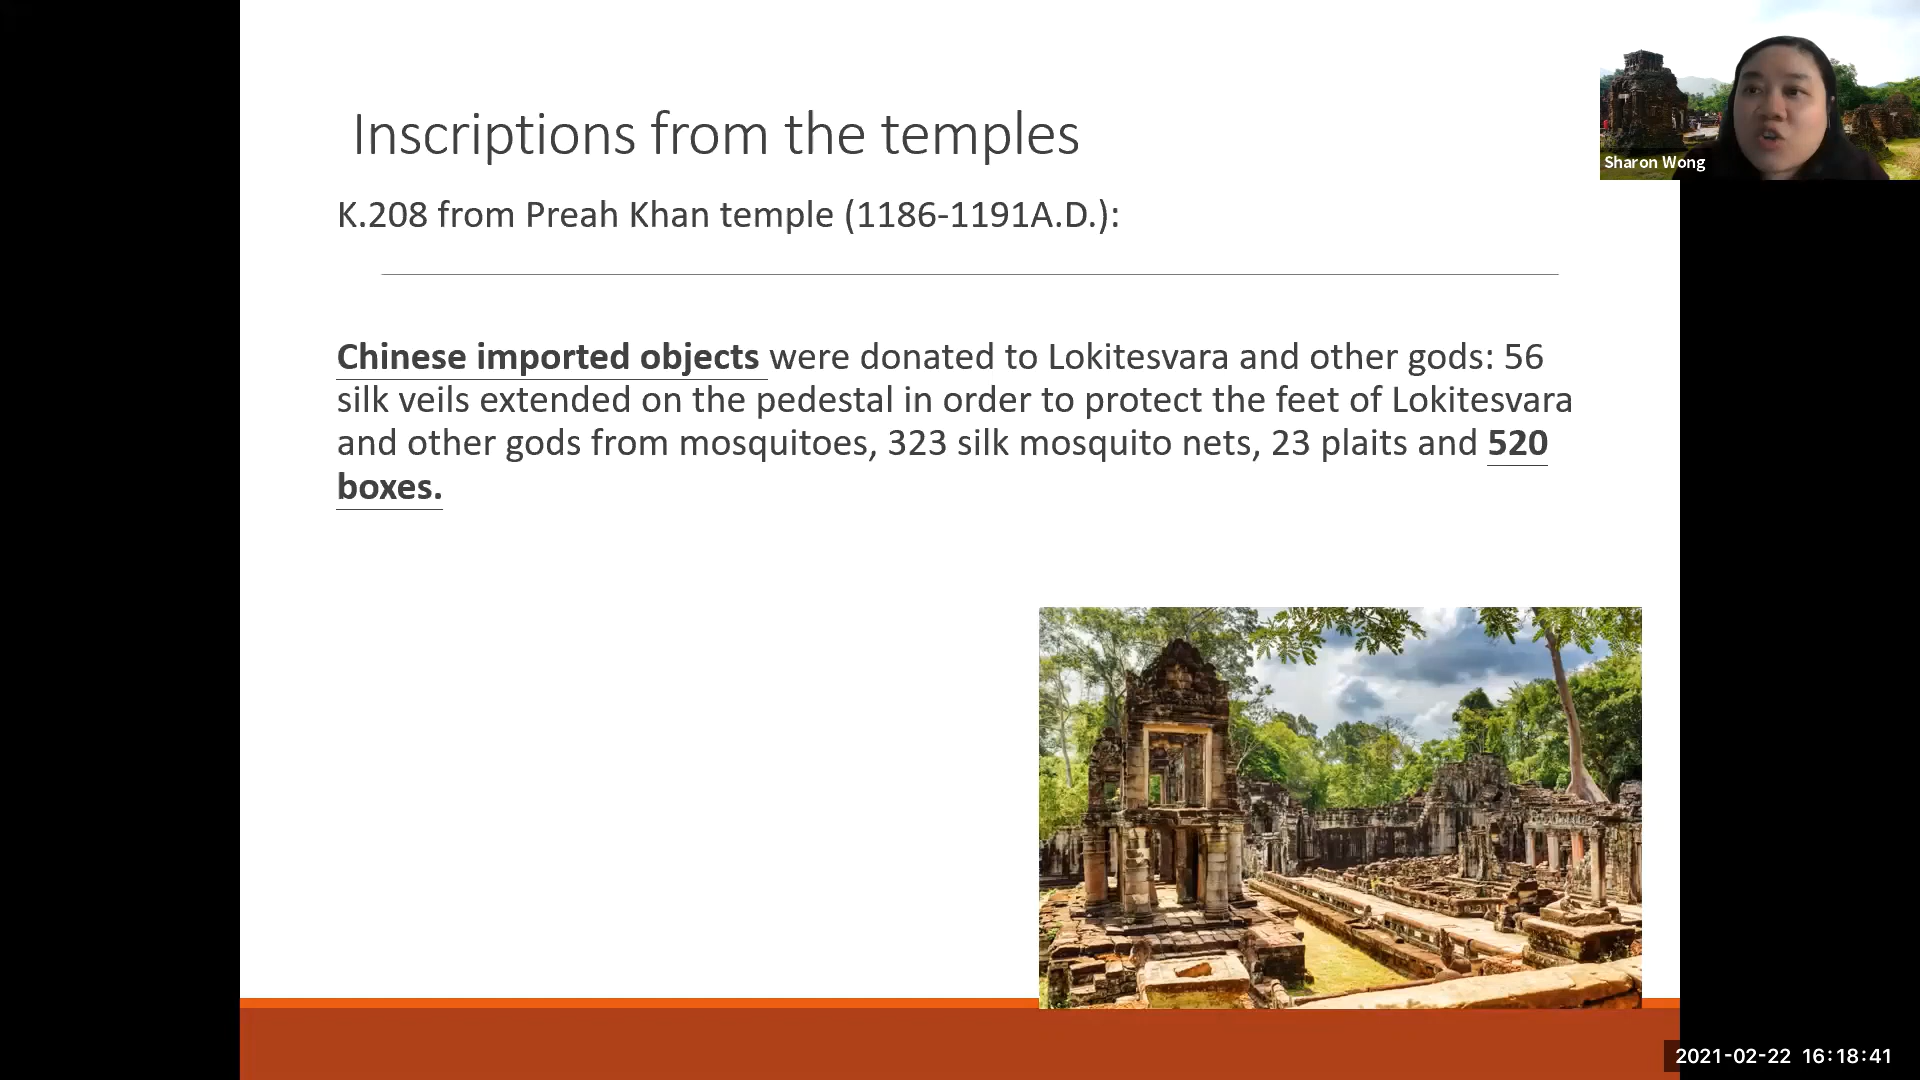 Inscriptions from the temples
K.208 from Preah Khan temple (1186-1191A.D.):
Chinese imported objects were donated to Lokitesvara and other gods: 56
silk veils extended on the pedestal in order to protect the feet of Lokitesvara
and other gods from mosquitoes, 323 silk mosquito nets, 23 plaits and 520
boxes.
Sharon Wong
2021-02-22 16:18:41